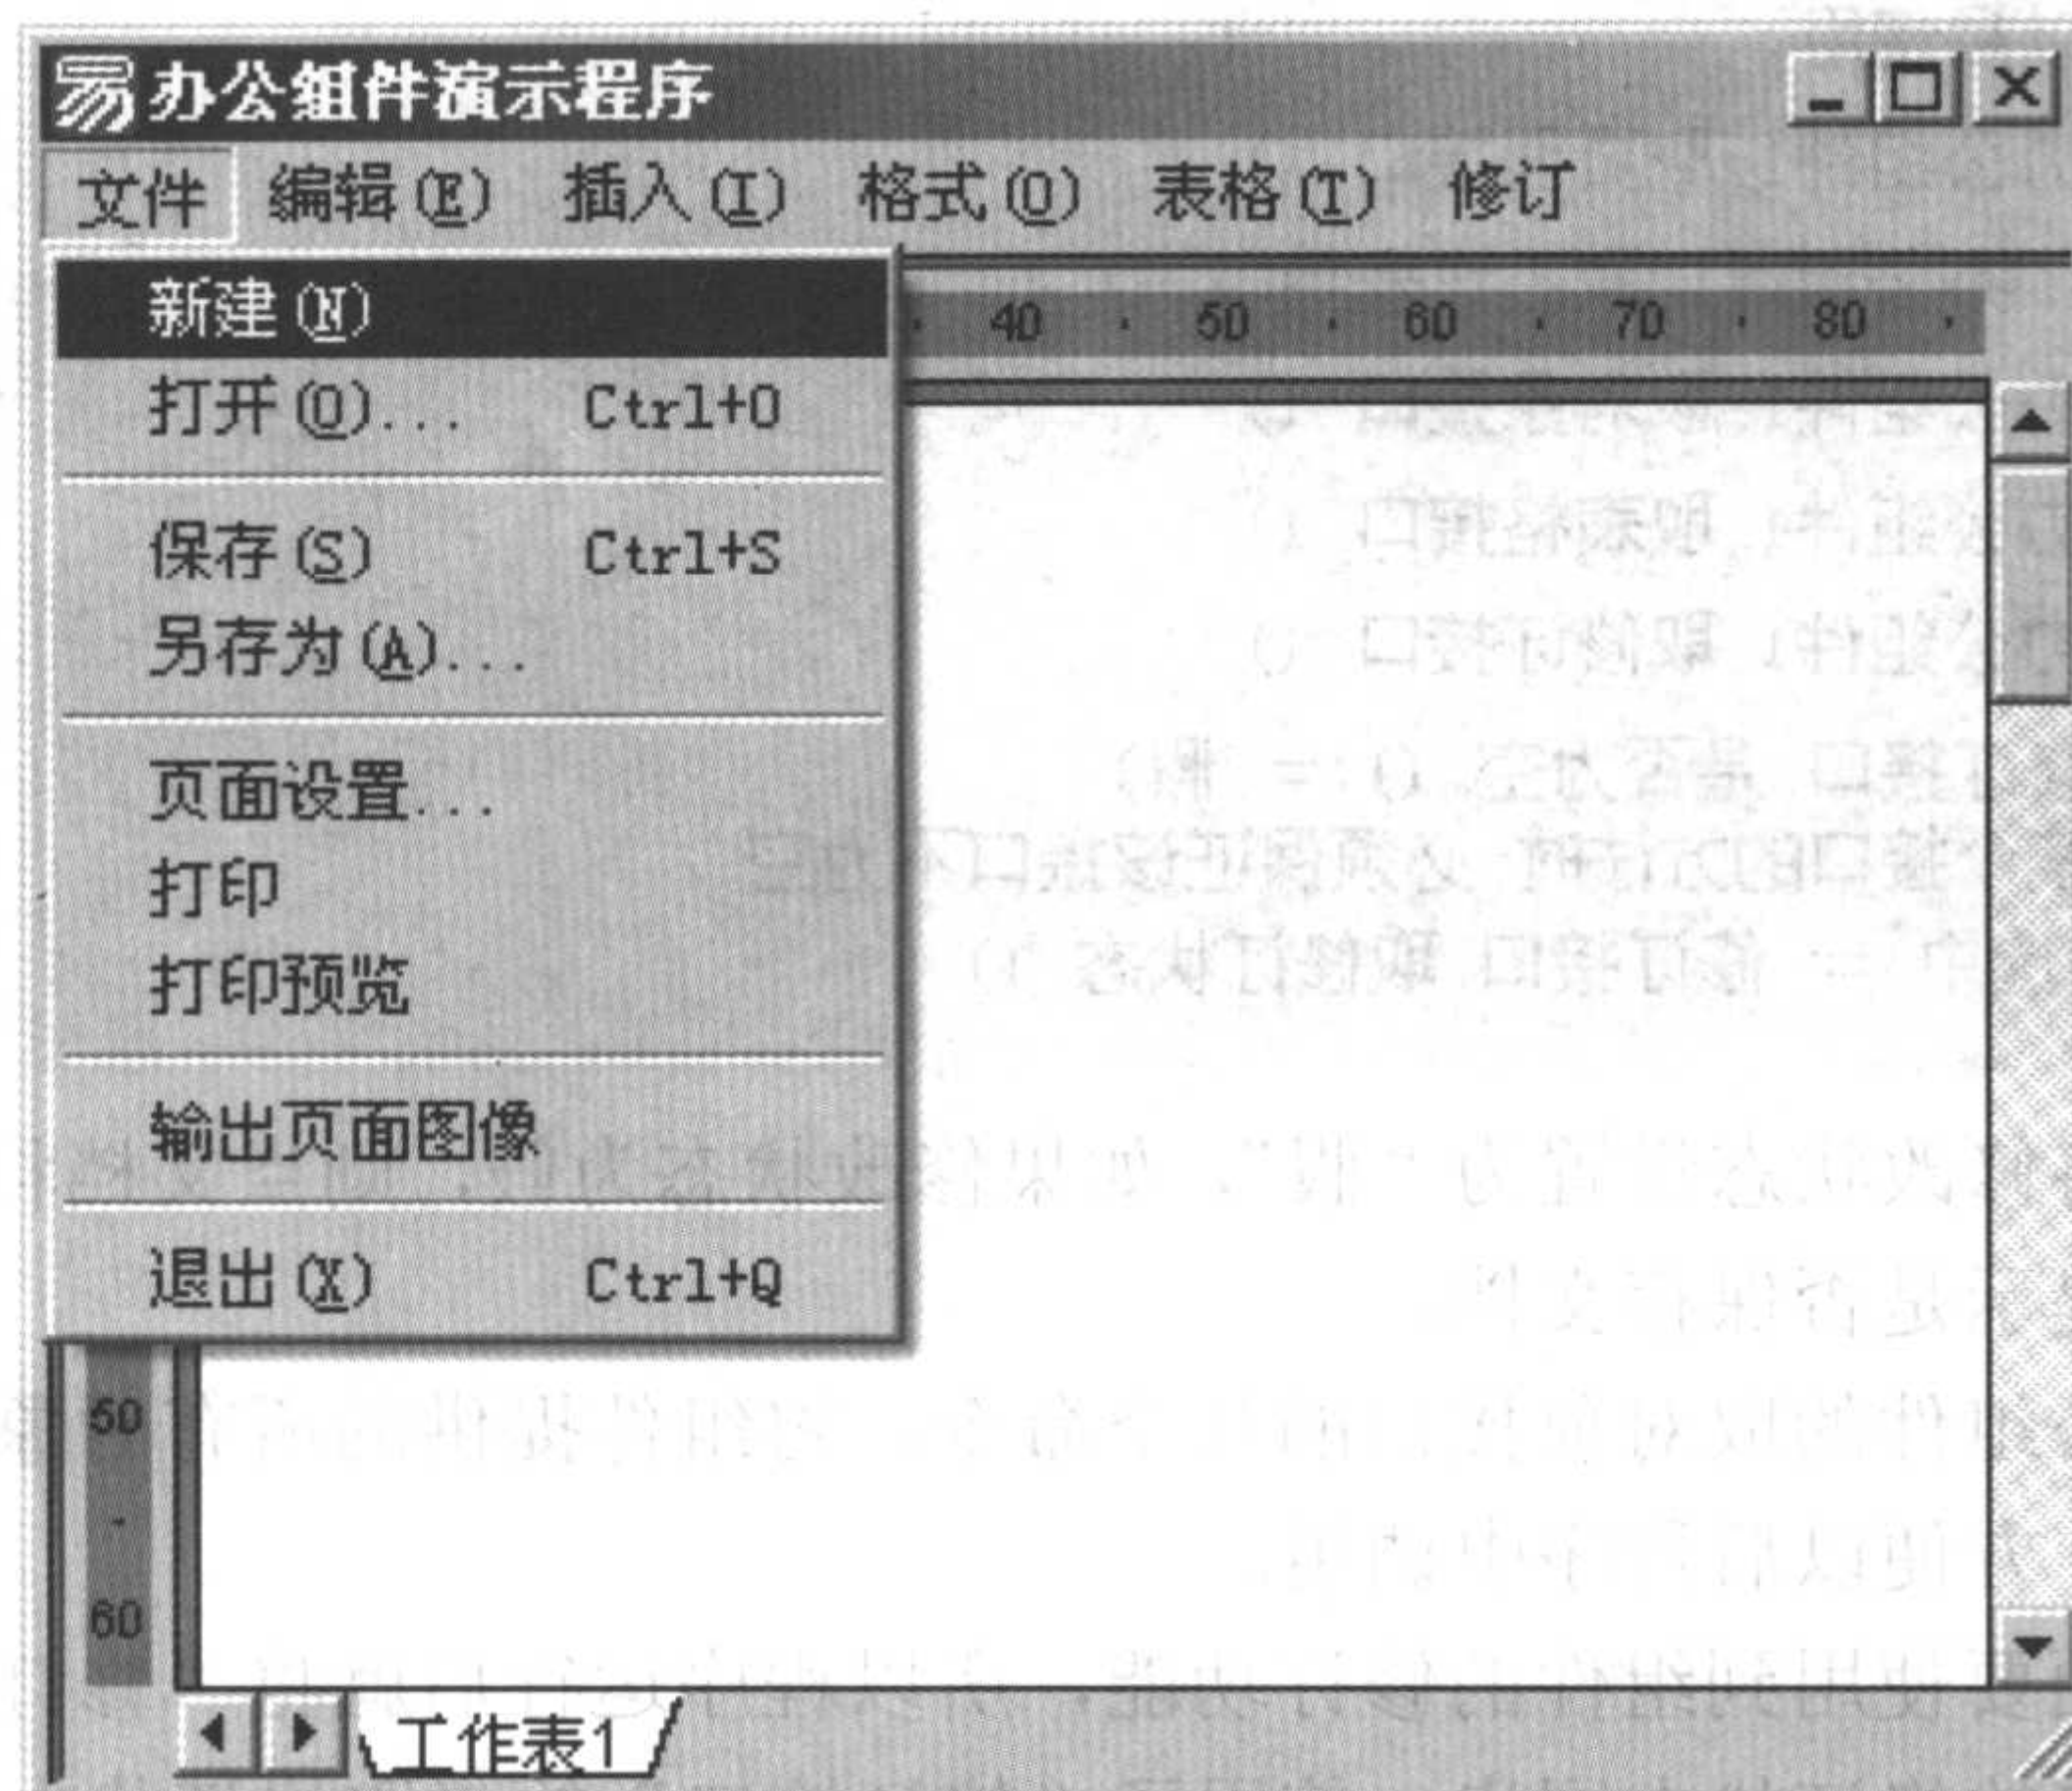 易 办公组件演示程序
文件 编辑(E) 插入(I) 格式(O) 表格(T) 修订
新建(N)
40 50 60 70 80
打开(O)... Ctrl+O
保存(S) Ctrl+S
另存为(A)...
页面设置...
打印
打印预览
输出页面图像
退出(X) Ctrl+Q
50
60
工作表1